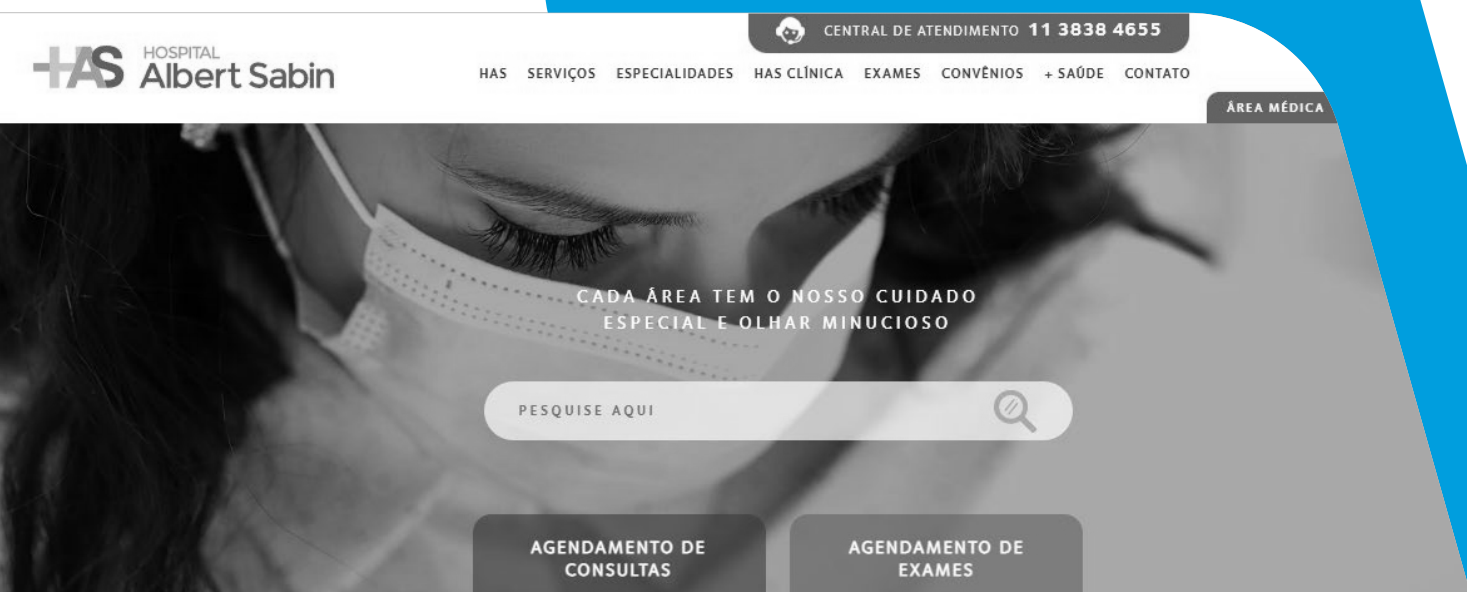 CENTRAL DE ATENDIMENTO 11 3838 4655
HAS HOSPITAL
Albert Sabin
HAS SERVIÇOS ESPECIALIDADES HAS CLÍNICA EXAMES CONVÊNIOS + SAÚDE CONTATO
ÁREA MÉDICA
CADA ÁREA TEM O NOSSO CUIDADO
ESPECIAL E OLHAR MINUCIOSO
PESQUISE AQUI
AGENDAMENTO DE
CONSULTAS
AGENDAMENTO DE
EXAMES